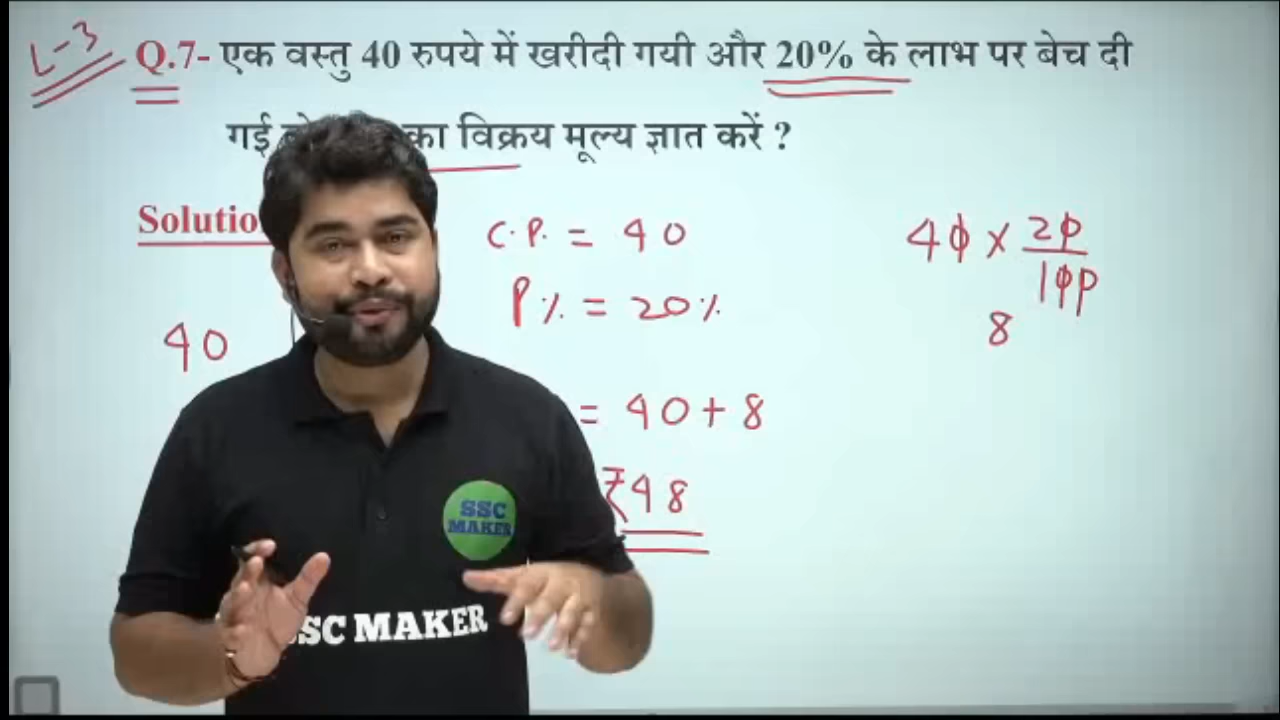 L-3 Q.7- एक वस्तु 40 रुपये में खरीदी गयी और 20% के लाभ पर बेच दी
गई का विक्रय मूल्य ज्ञात करें ?
Solutio
C.P. = 40
40 × 20/100
P% = 20%
8
40
= 40 + 8
₹48
SSC
MAKER
SSC MAKER